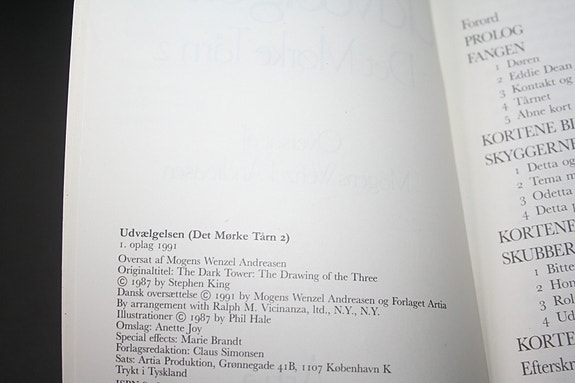 Udvælgelsen (Det Mørke Tårn 2)
1. oplag 1991
Oversat af Mogens Wenzel Andreasen
Originaltitel: The Dark Tower: The Drawing of the Three
© 1987 by Stephen King
Dansk oversættelse © 1991 by Mogens Wenzel Andreasen og Forlaget Artia
By arrangement with Ralph M. Vicinanza, ltd., N.Y., N.Y.
Illustrationer © 1987 by Phil Hale
Omslag: Anette Joy
Special effects: Marie Brandt
Forlagsredaktion: Claus Simonsen
Sats: Artia Produktion, Grønnegade 41B, 1107 København K
Trykt i Tyskland
Forord
PROLOG
FANGEN
1 Døren
2 Eddie Dean
3 Kontakt og
4 Tårnet
5 Åbne kort
KORTENE BL
SKYGGERNE
1 Detta og
2 Tema m
3 Odetta
4 Detta p
KORTENE
SKUBBER
1 Bitte
2 Hon
3 Rol
4 Ud
KORTE
Efterskr